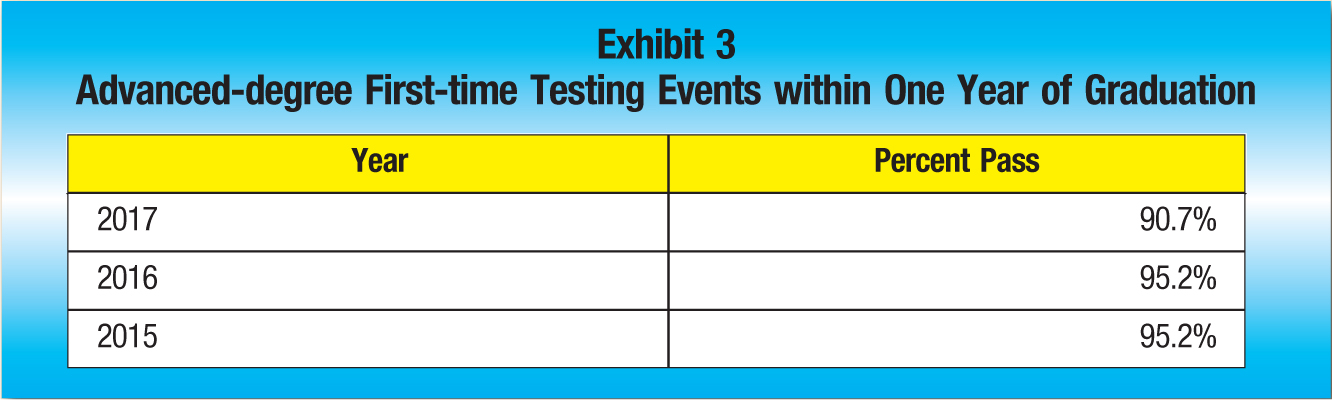 Exhibit 3
Advanced-degree First-time Testing Events within One Year of Graduation
Year Percent Pass
2017 90.7%
2016 95.2%
2015 95.2%